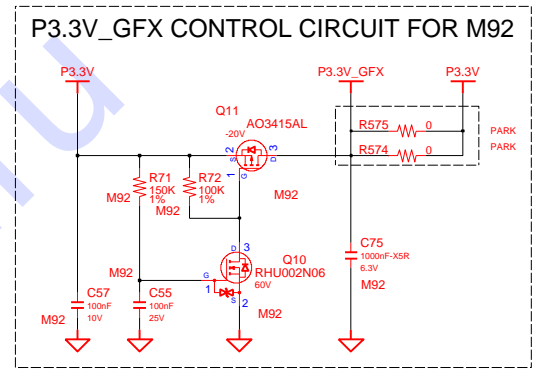 P3.3V_GFX CONTROL CIRCUIT FOR M92
P3.3V
P3.3V_GFX
P3.3V
Q11
AO3415AL
-20V
2
3
S
D
1
G
R575
0
PARK
R574
0
PARK
R71
150K
1%
M92
R72
100K
1%
M92
M92
D
3
Q10
RHU002N06
60V
G
1
S
2
M92
C75
1000nF-X5R
6.3V
M92
M92
C57
100nF
10V
M92
C55
100nF
25V